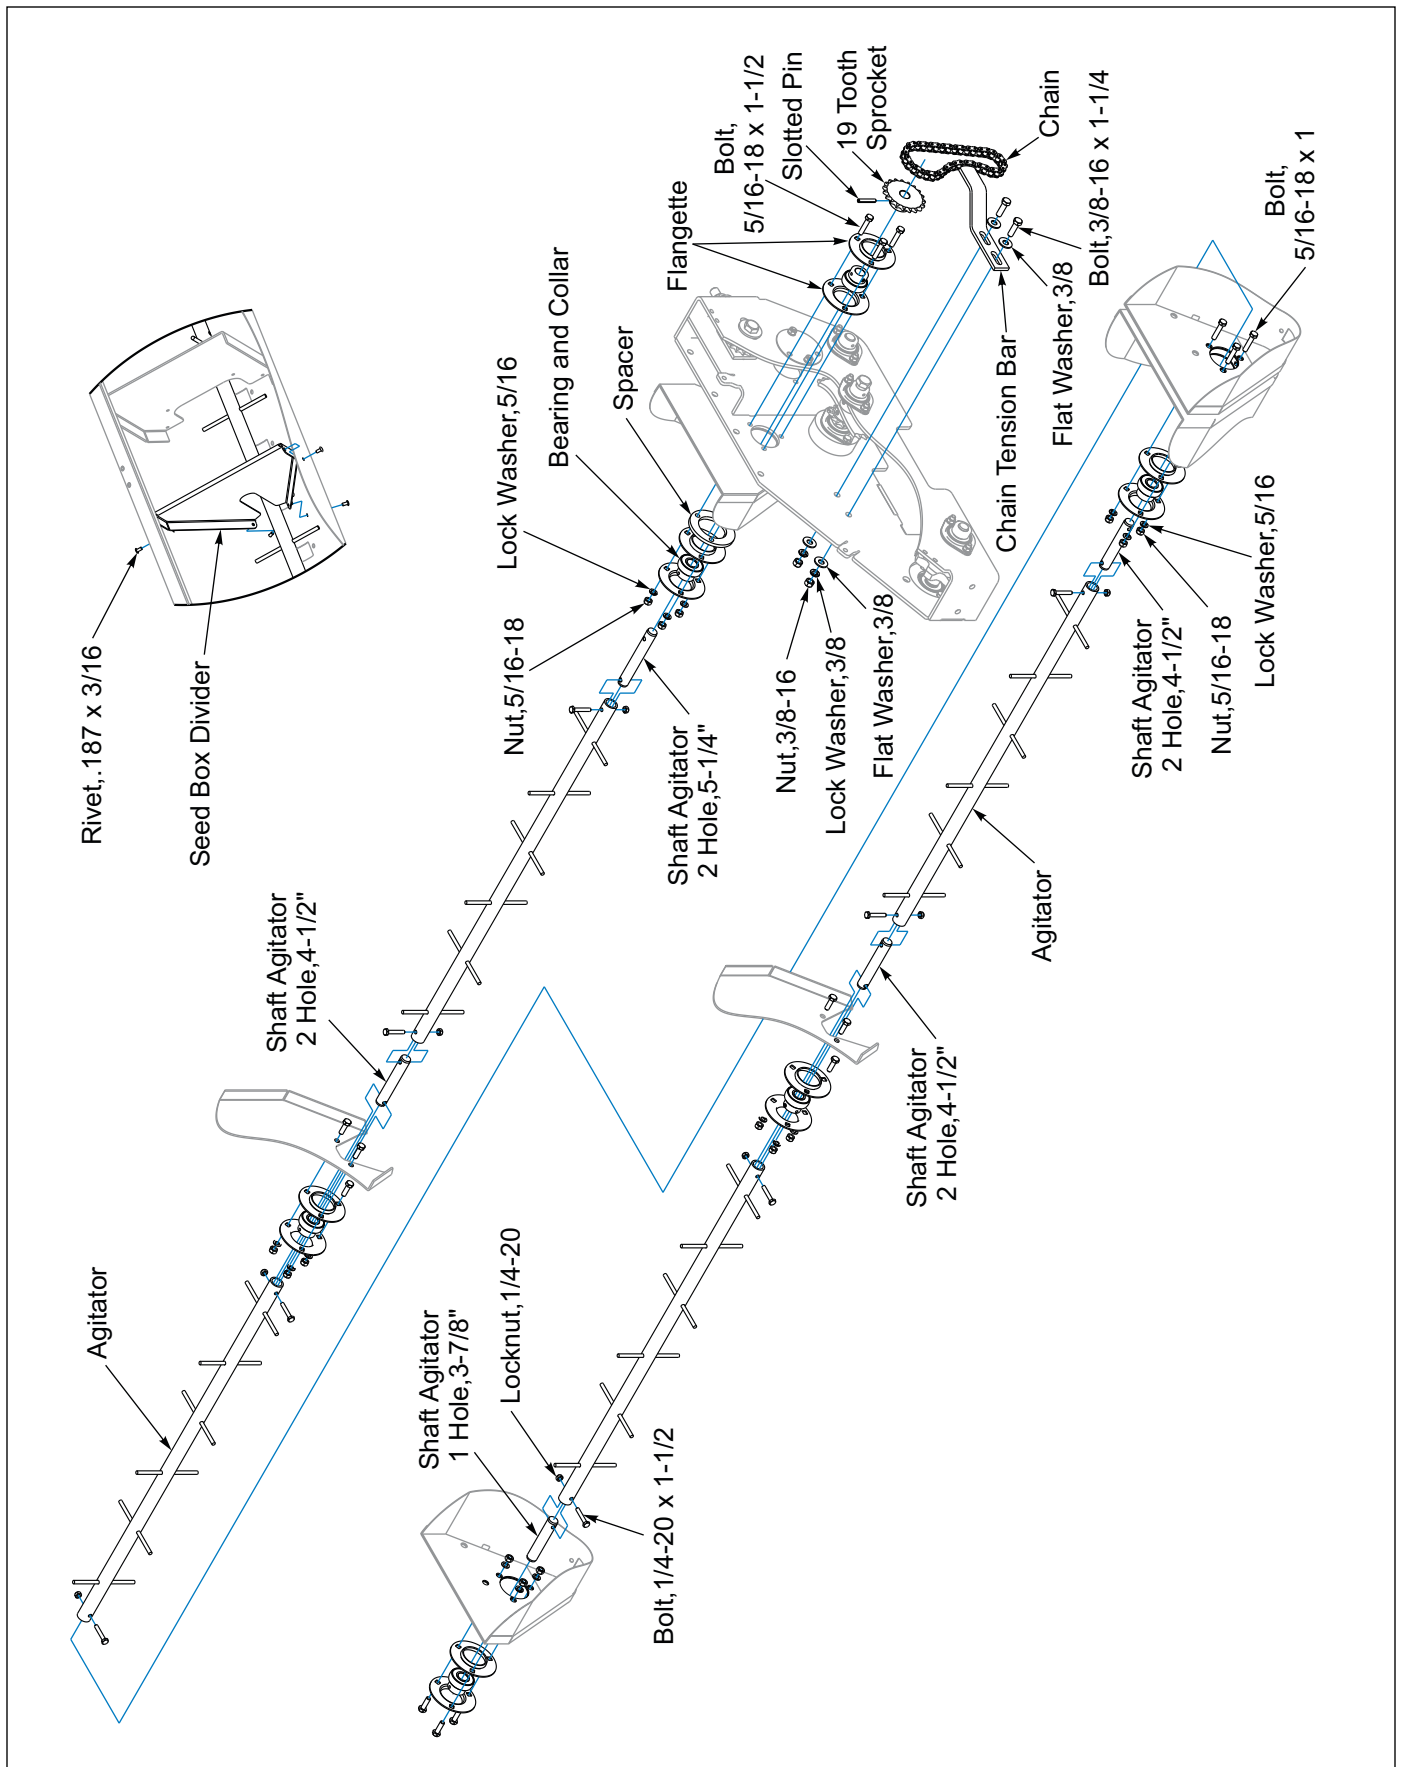 Rivet,.187 x 3/16
Seed Box Divider
Bolt,
5/16-18 x 1-1/2
Slotted Pin
19 Tooth
Sprocket
Flangette
Chain
Bolt,3/8-16 x 1-1/4
Flat Washer,3/8
Chain Tension Bar
Bolt,
5/16-18 x 1
Spacer
Bearing and Collar
Lock Washer,5/16
Nut,5/16-18
Shaft Agitator
2 Hole,5-1/4"
Nut,3/8-16
Lock Washer,3/8
Flat Washer,3/8
Shaft Agitator
2 Hole,4-1/2"
Agitator
Shaft Agitator
2 Hole,4-1/2"
Nut,5/16-18
Lock Washer,5/16
Agitator
Shaft Agitator
2 Hole,4-1/2"
Shaft Agitator
1 Hole,3-7/8"
Locknut,1/4-20
Bolt,1/4-20 x 1-1/2